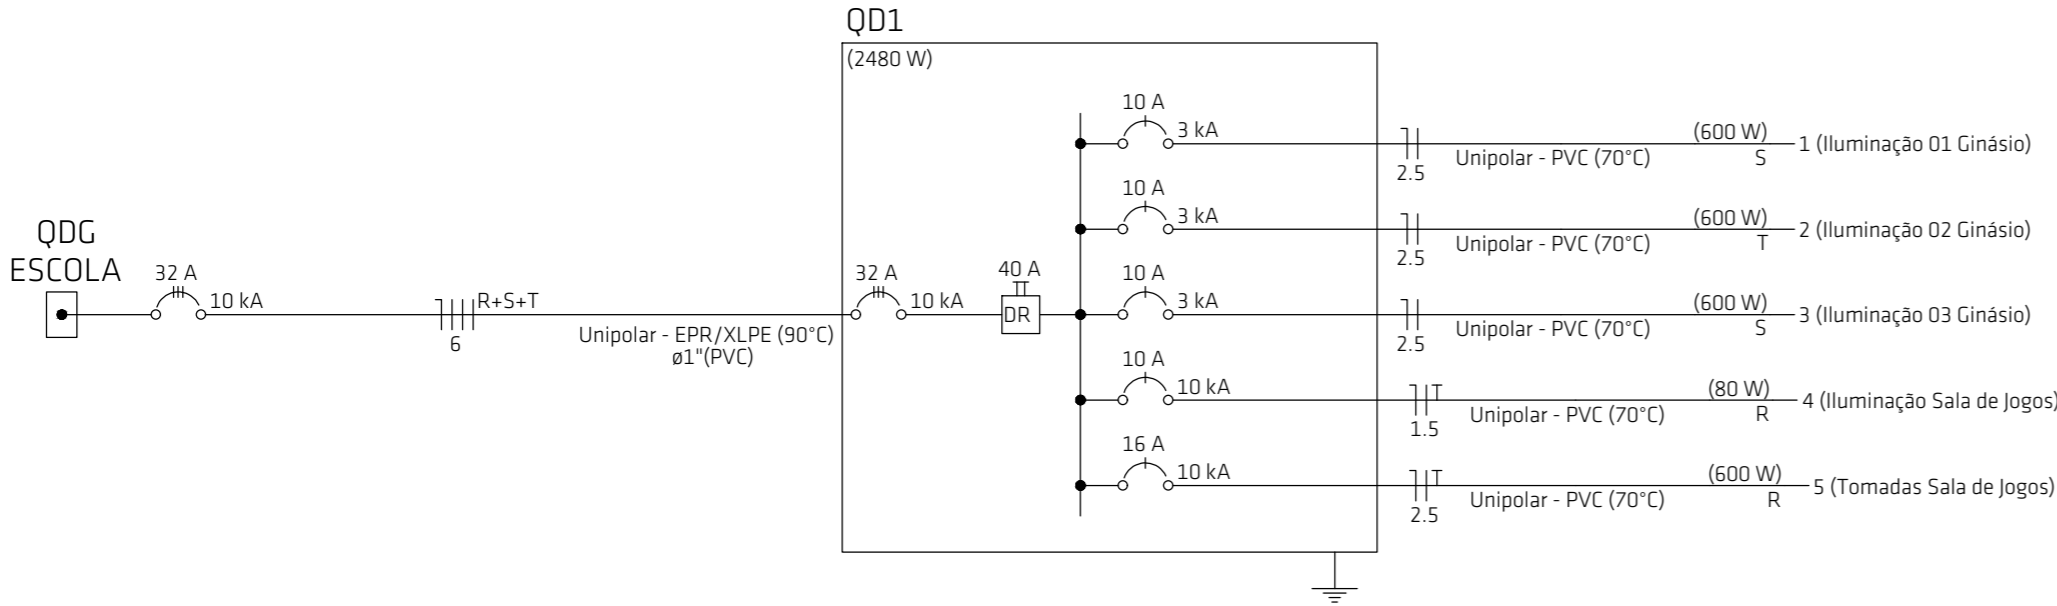 QD1
(2480 W)
QDG
ESCOLA
32 A
10 kA
R+S+T
6
Unipolar - EPR/XLPE (90°C)
ø1"(PVC)
32 A
10 kA
40 A
DR
10 A
3 kA
2.5
Unipolar - PVC (70°C)
(600 W)
S
1 (Iluminação 01 Ginásio)
10 A
3 kA
2.5
Unipolar - PVC (70°C)
(600 W)
T
2 (Iluminação 02 Ginásio)
10 A
3 kA
2.5
Unipolar - PVC (70°C)
(600 W)
S
3 (Iluminação 03 Ginásio)
10 A
10 kA
1.5
Unipolar - PVC (70°C)
(80 W)
R
4 (Iluminação Sala de Jogos)
16 A
10 kA
2.5
Unipolar - PVC (70°C)
(600 W)
R
5 (Tomadas Sala de Jogos)